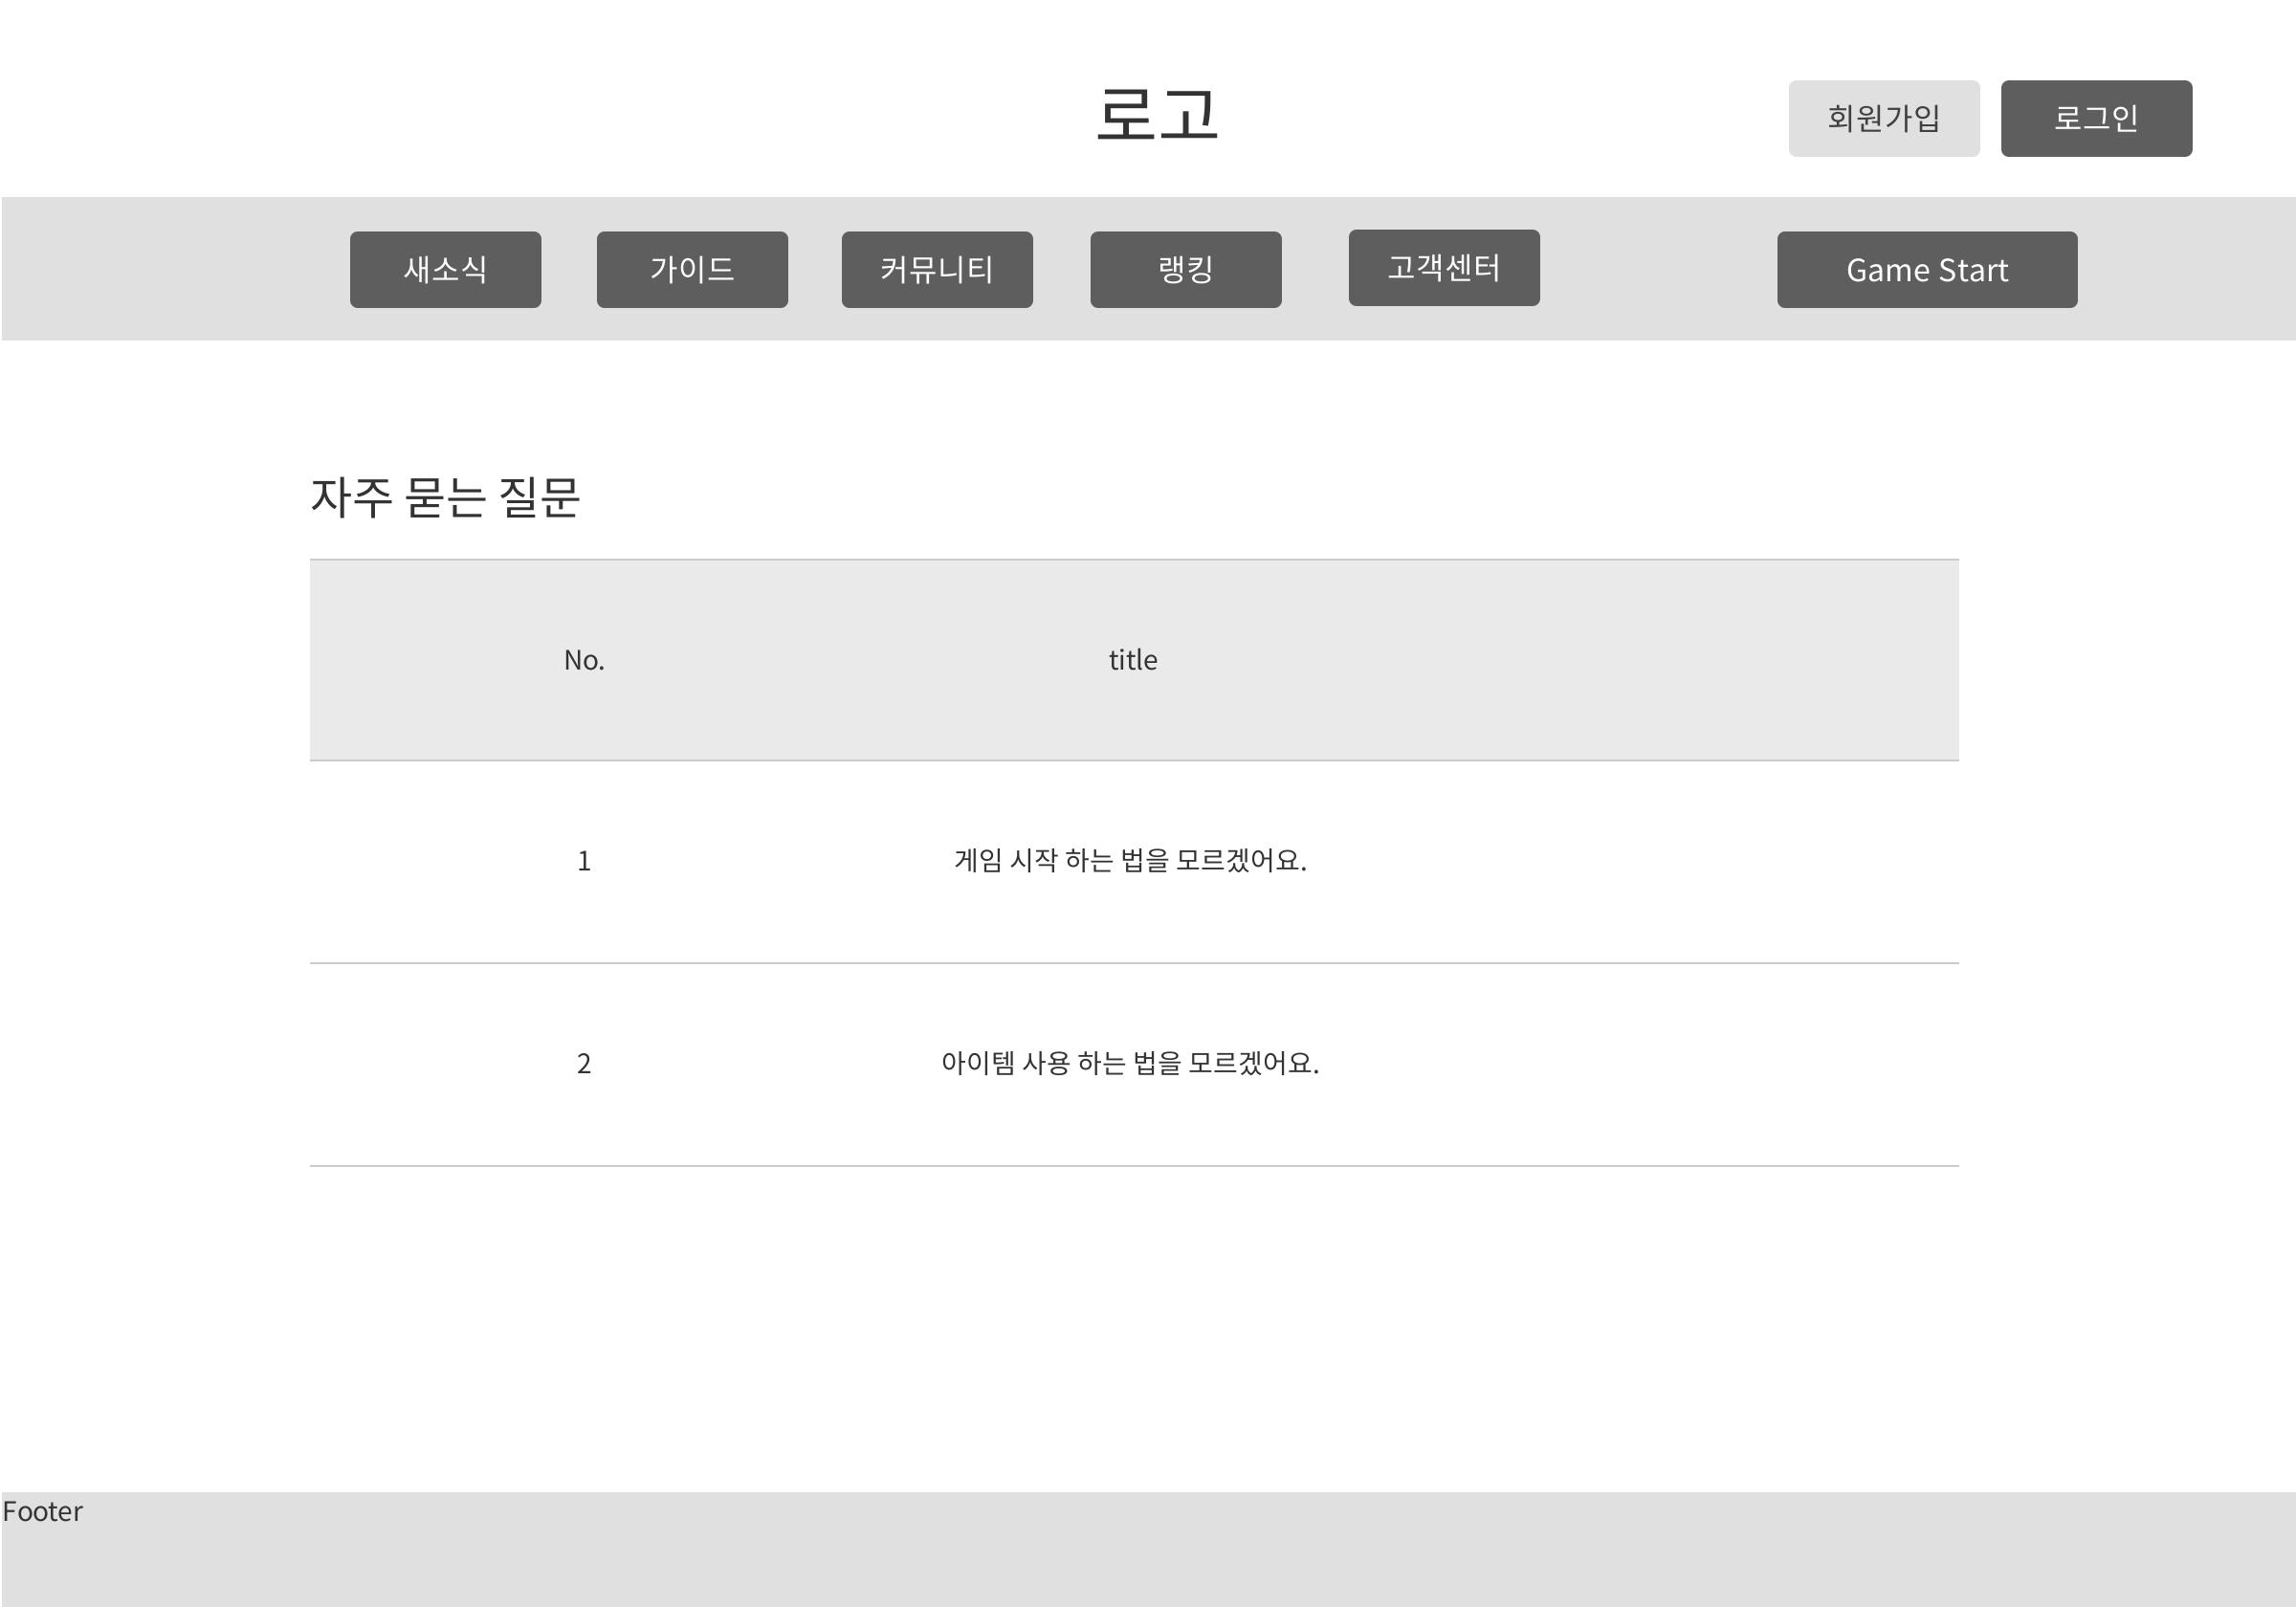 로고
회원가입 로그인
새소식 가이드 커뮤니티 랭킹 고객센터 Game Start
자주 묻는 질문
No. title
1 게임 시작 하는 법을 모르겠어요.
2 아이템 사용 하는 법을 모르겠어요.
Footer